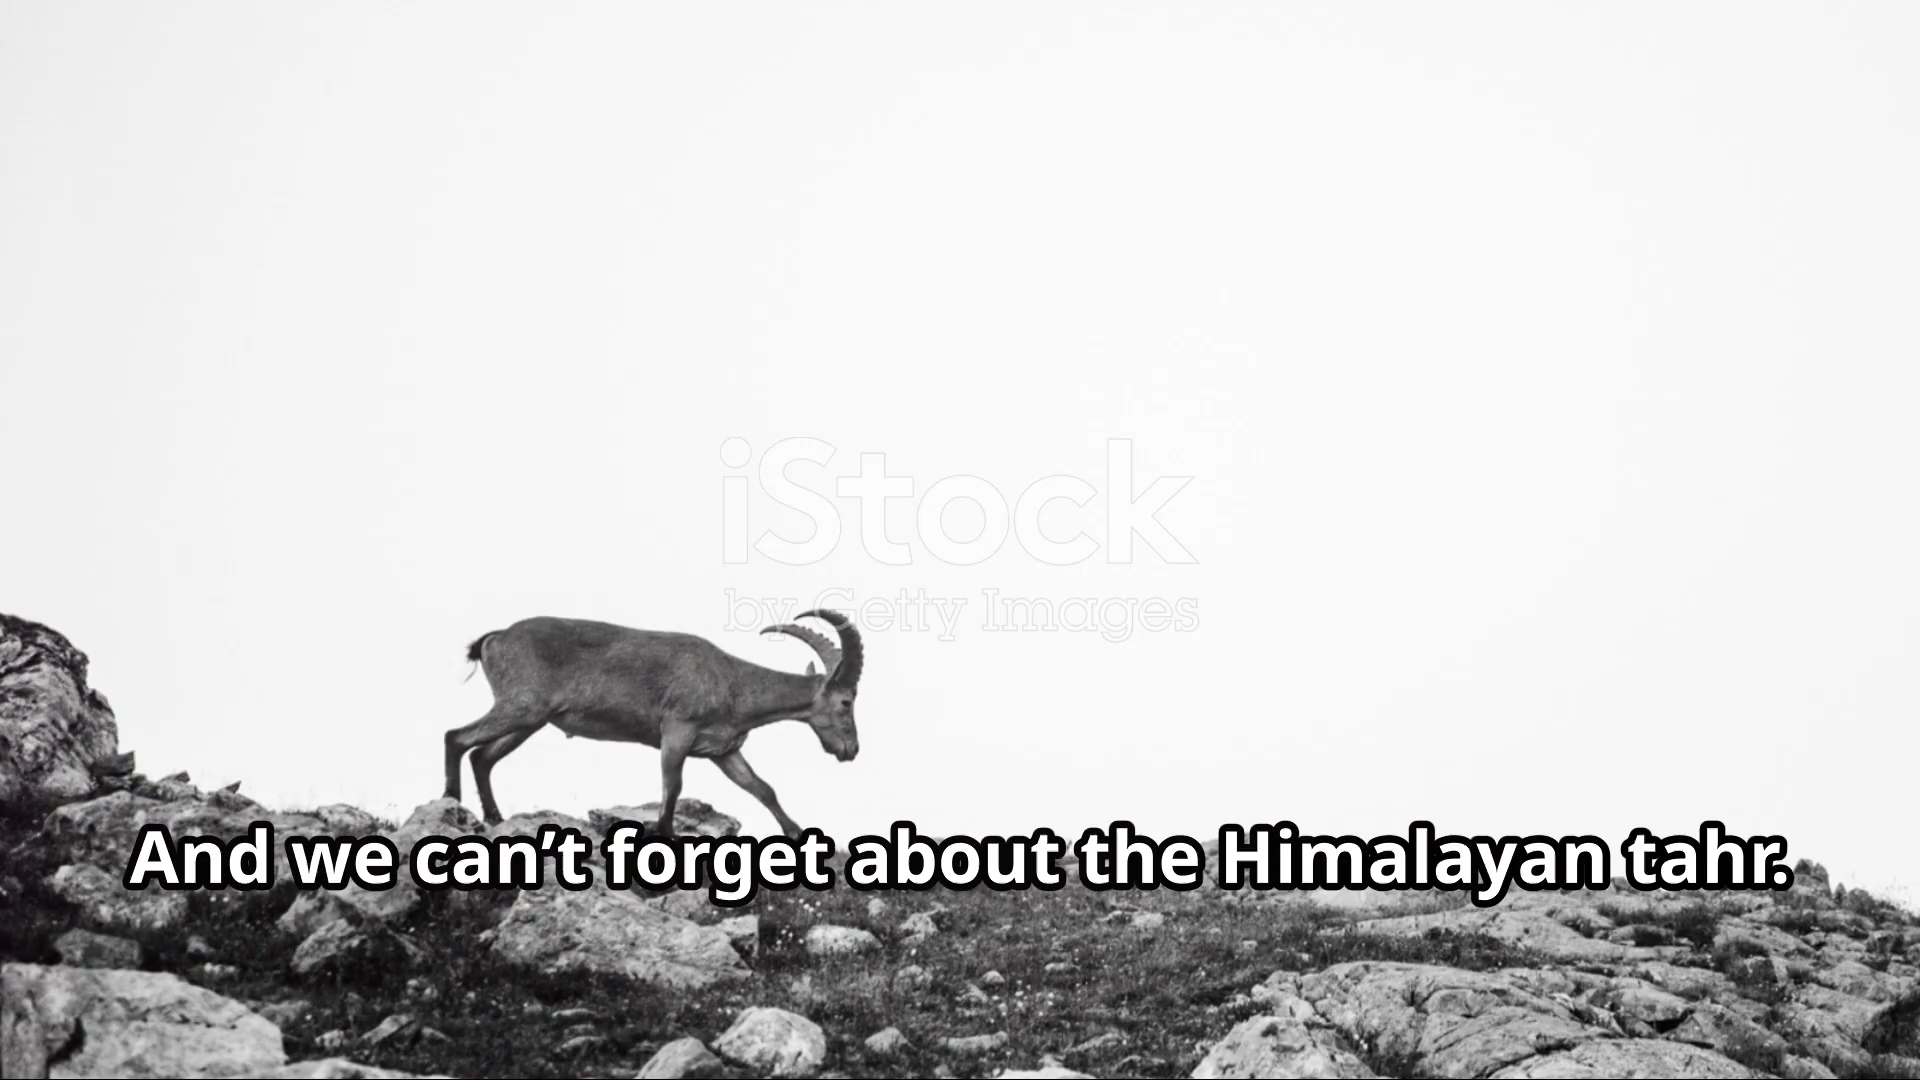 iStock
by Getty Images
And we can’t forget about the Himalayan tahr.